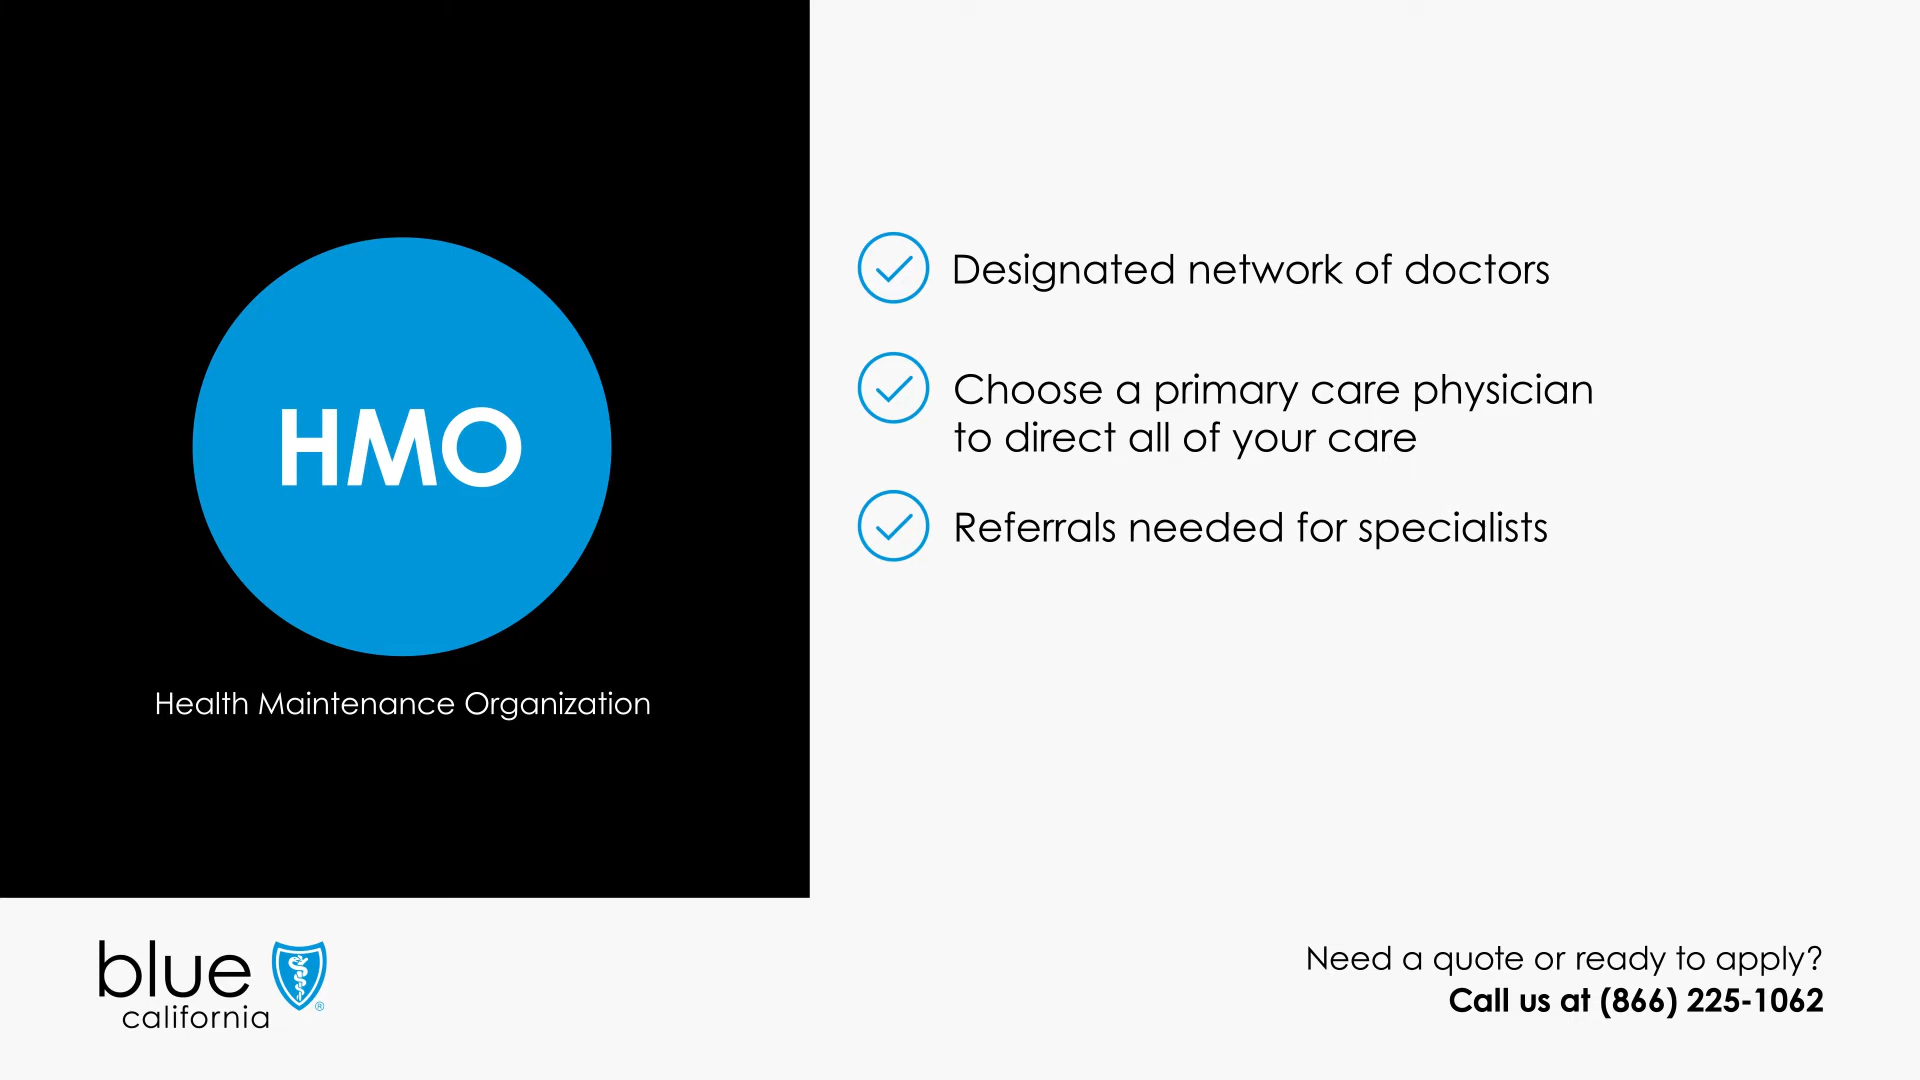 HMO
Health Maintenance Organization
Designated network of doctors
Choose a primary care physician
to direct all of your care
Referrals needed for specialists
blue
california
®
Need a quote or ready to apply?
Call us at (866) 225-1062